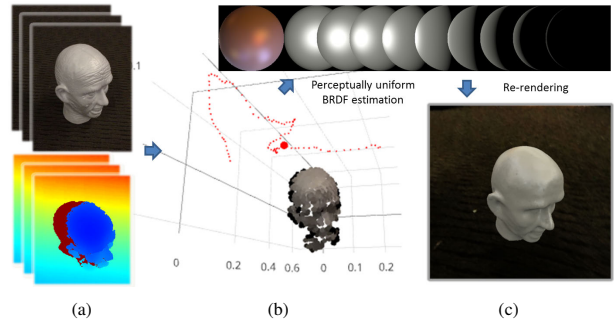 Perceptually uniform
BRDF estimation
Re-rendering
0.1
0
0.2
0.4
0.6
0
0.2
(a)
(b)
(c)